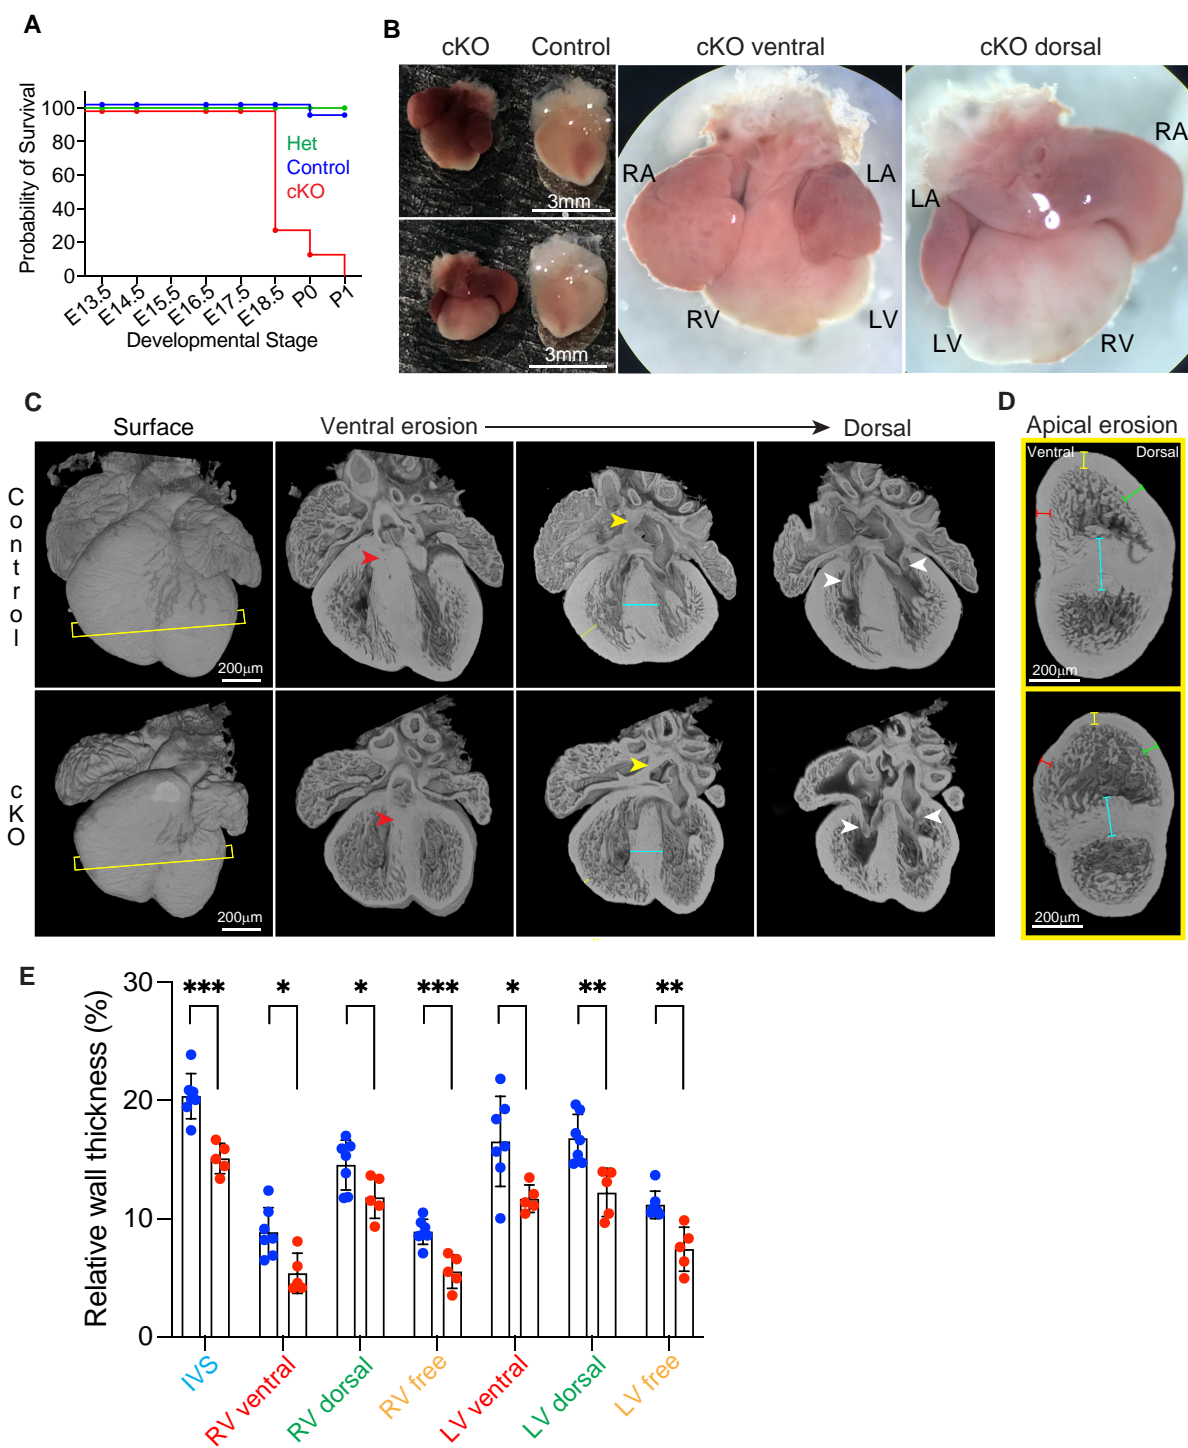 A
Probability of Survival
100
80
60
40
20
0
Het
Control
cKO
E13.5
E14.5
E15.5
E16.5
E17.5
E18.5
P0
P1
Developmental Stage
B
cKO
Control
cKO ventral
cKO dorsal
3mm
3mm
RA
LA
RV
LV
RA
LA
LV
RV
C
Surface
Ventral erosion
Dorsal
Control
200μm
cKO
200μm
D
Apical erosion
Ventral
Dorsal
200μm
200μm
E
Relative wall thickness (%)
30
20
10
0
***
*
*
***
*
**
**
IVS
RV ventral
RV dorsal
RV free
LV ventral
LV dorsal
LV free